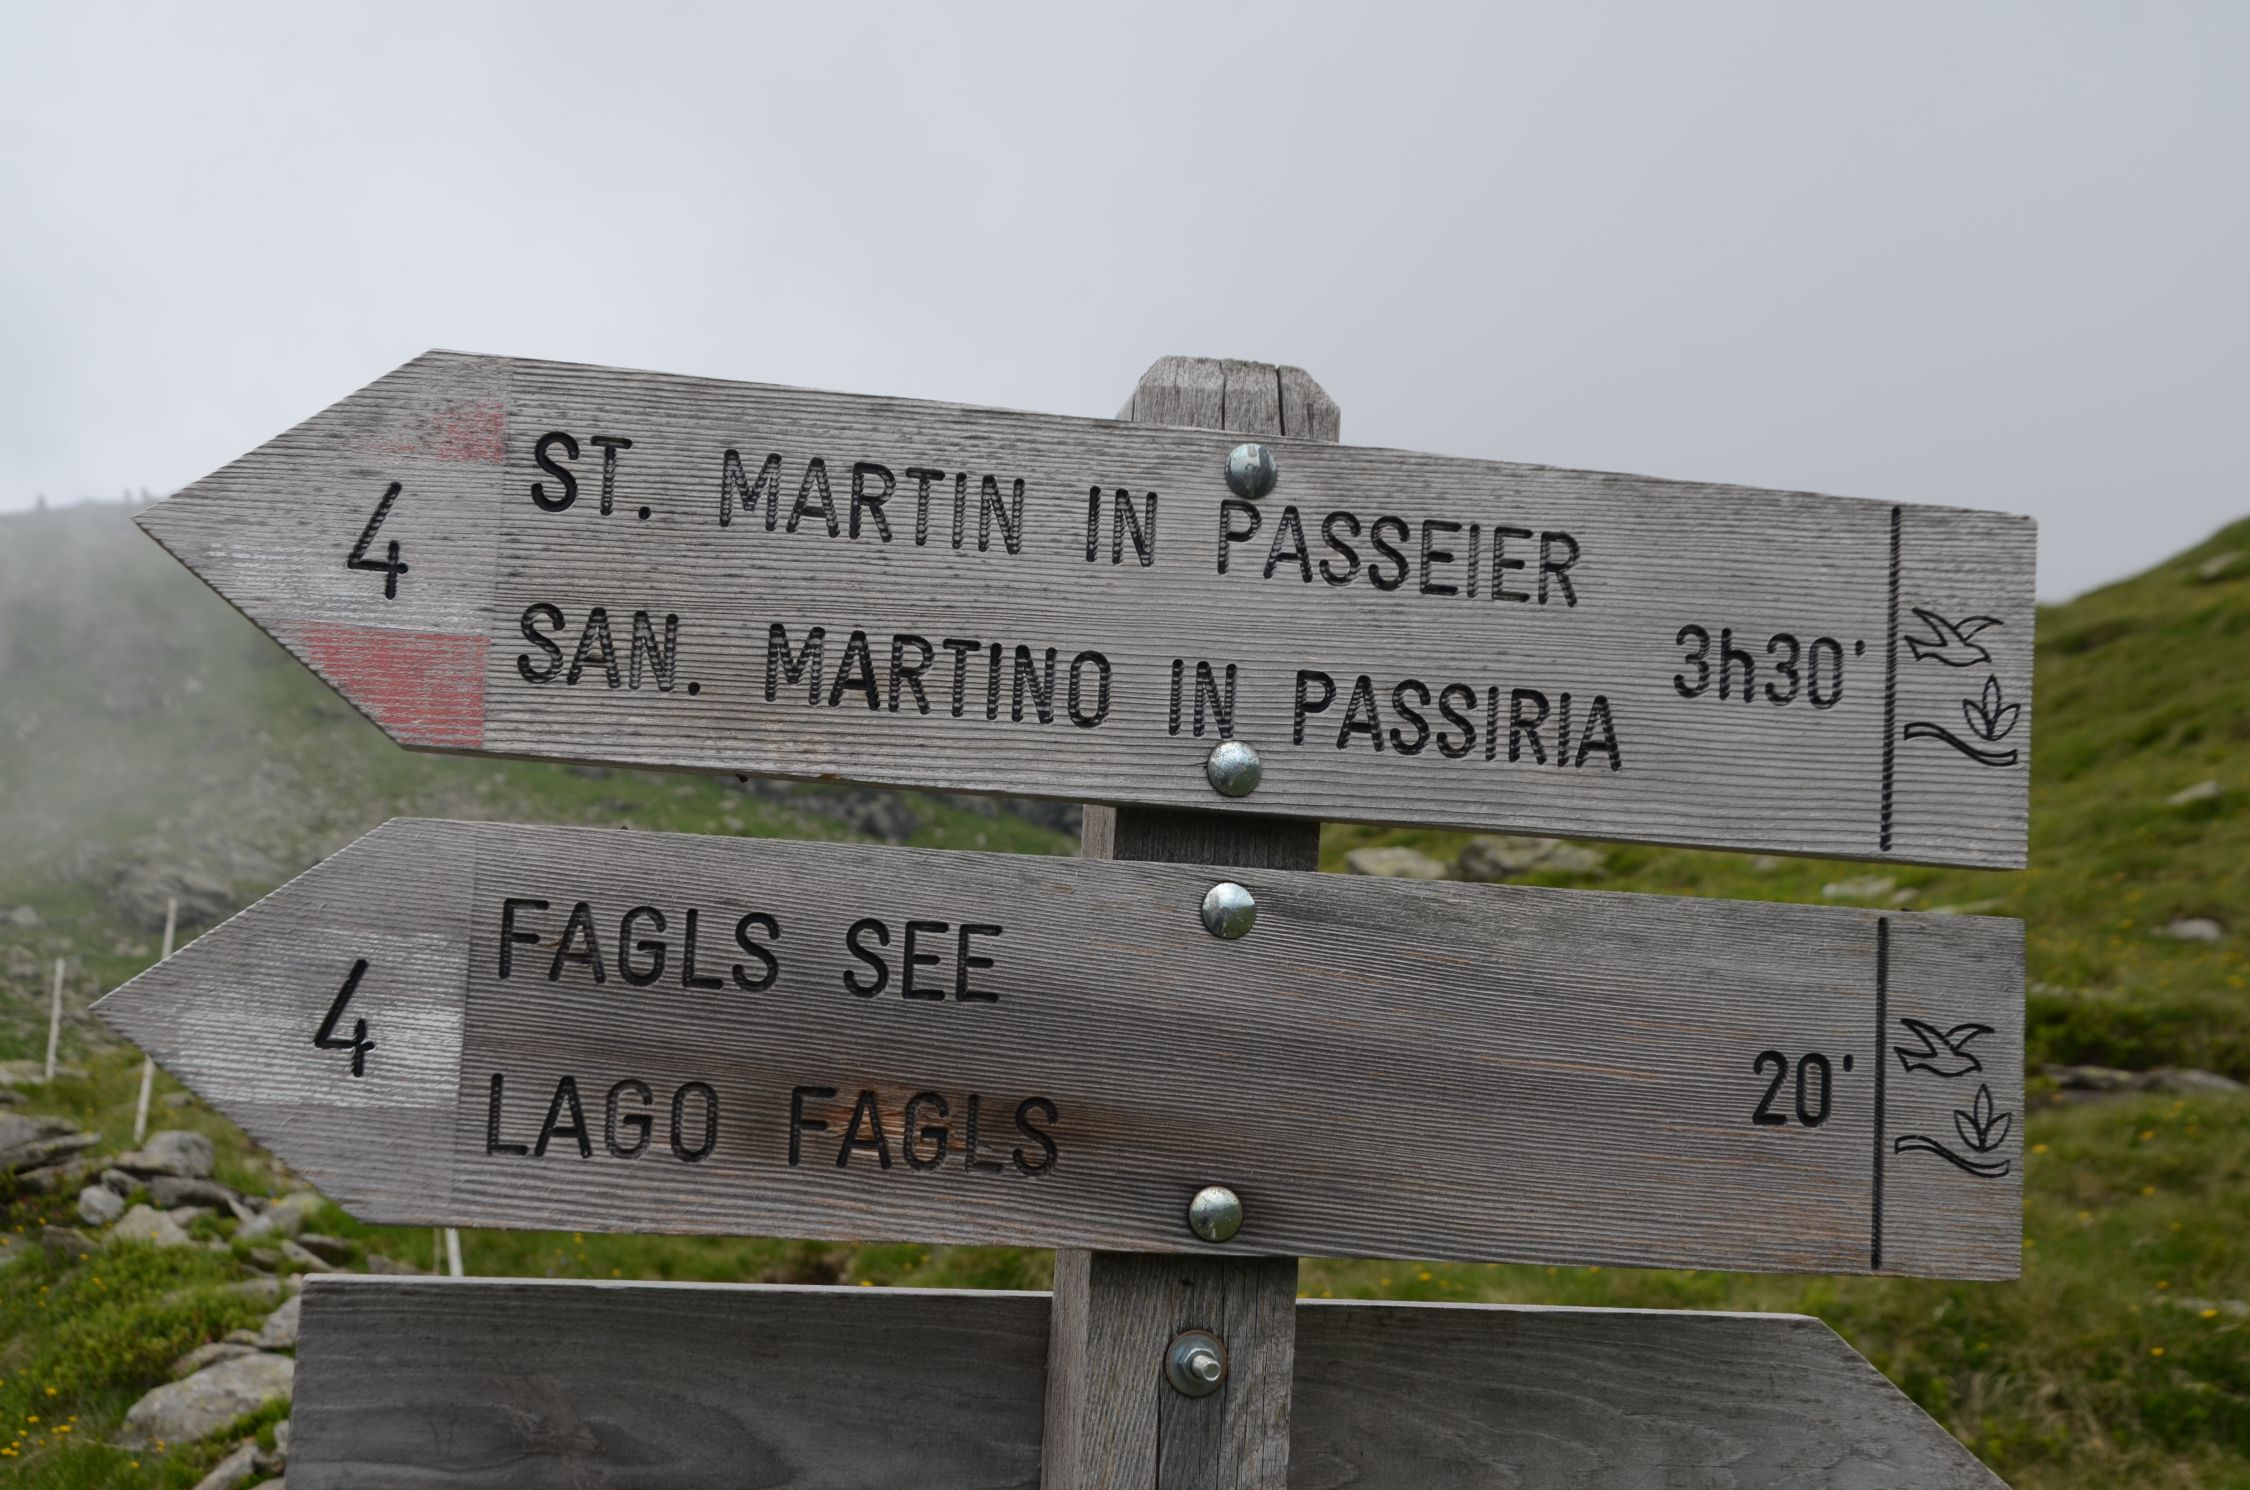 4
ST. MARTIN IN PASSEIER
SAN. MARTINO IN PASSIRIA
3h30'
4
FAGLS SEE
LAGO FAGLS
20'